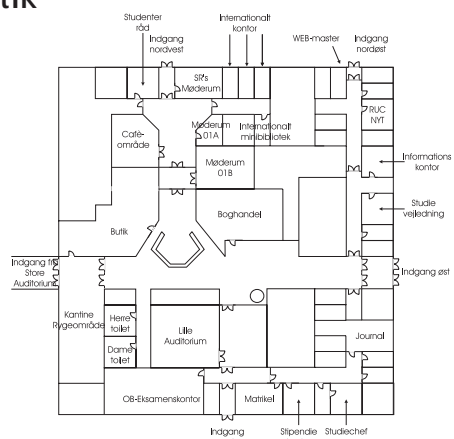 Studenter
råd
Indgang
nordvest
Internationalt
kontor
WEB-master
Indgang
nordøst
SR's
Møderum
RUC
NYT
Cafè-
område
Møderum
01A
Internationalt
minibibliotek
Møderum
01B
Informations
kontor
Studie
vejledning
Butik
Boghandel
Indgang fra
Store
Auditorium
Indgang øst
Kantine
Rygeområde
Herre
toilet
Lille
Auditorium
Dame
toilet
Journal
OB-Eksamenskontor
Matrikel
Indgang
Stipendie
Studiechef